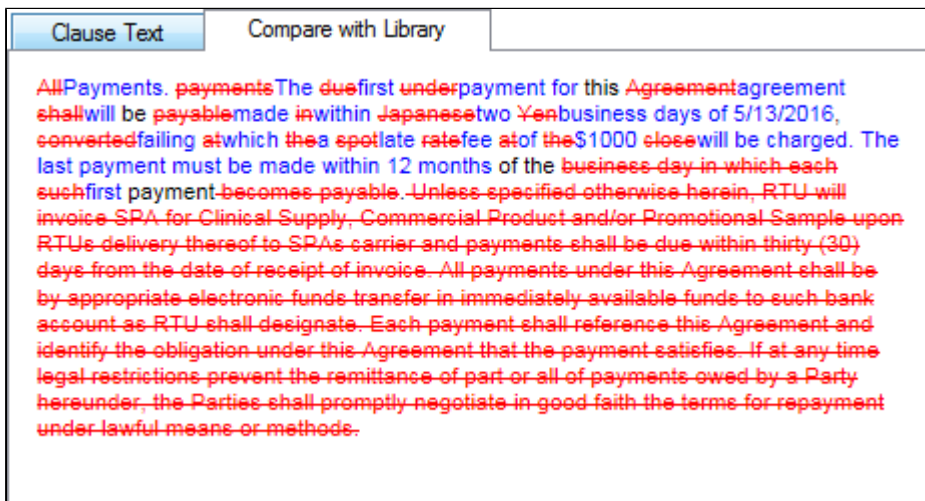 Clause Text
Compare with Library
AllPayments. paymentsThe duefirst underpayment for this Agreementagreement
shallwill be payablemade inwithin Japanesetwo Yenbusiness days of 5/13/2016,
convertedfailing atwhich thea spotlate ratefee atof the$1000 closewill be charged. The
last payment must be made within 12 months of the business day in which each
suchfirst payment becomes payable. Unless specified otherwise herein, RTU will
invoice SPA for Clinical Supply, Commercial Product and/or Promotional Sample upon
RTUs delivery thereof to SPAs carrier and payments shall be due within thirty (30)
days from the date of receipt of invoice. All payments under this Agreement shall be
by appropriate electronic funds transfer in immediately available funds to such bank
account as RTU shall designate. Each payment shall reference this Agreement and
identify the obligation under this Agreement that the payment satisfies. If at any time
legal restrictions prevent the remittance of part or all of payments owed by a Party
hereunder, the Parties shall promptly negotiate in good faith the terms for repayment
under lawful means or methods.